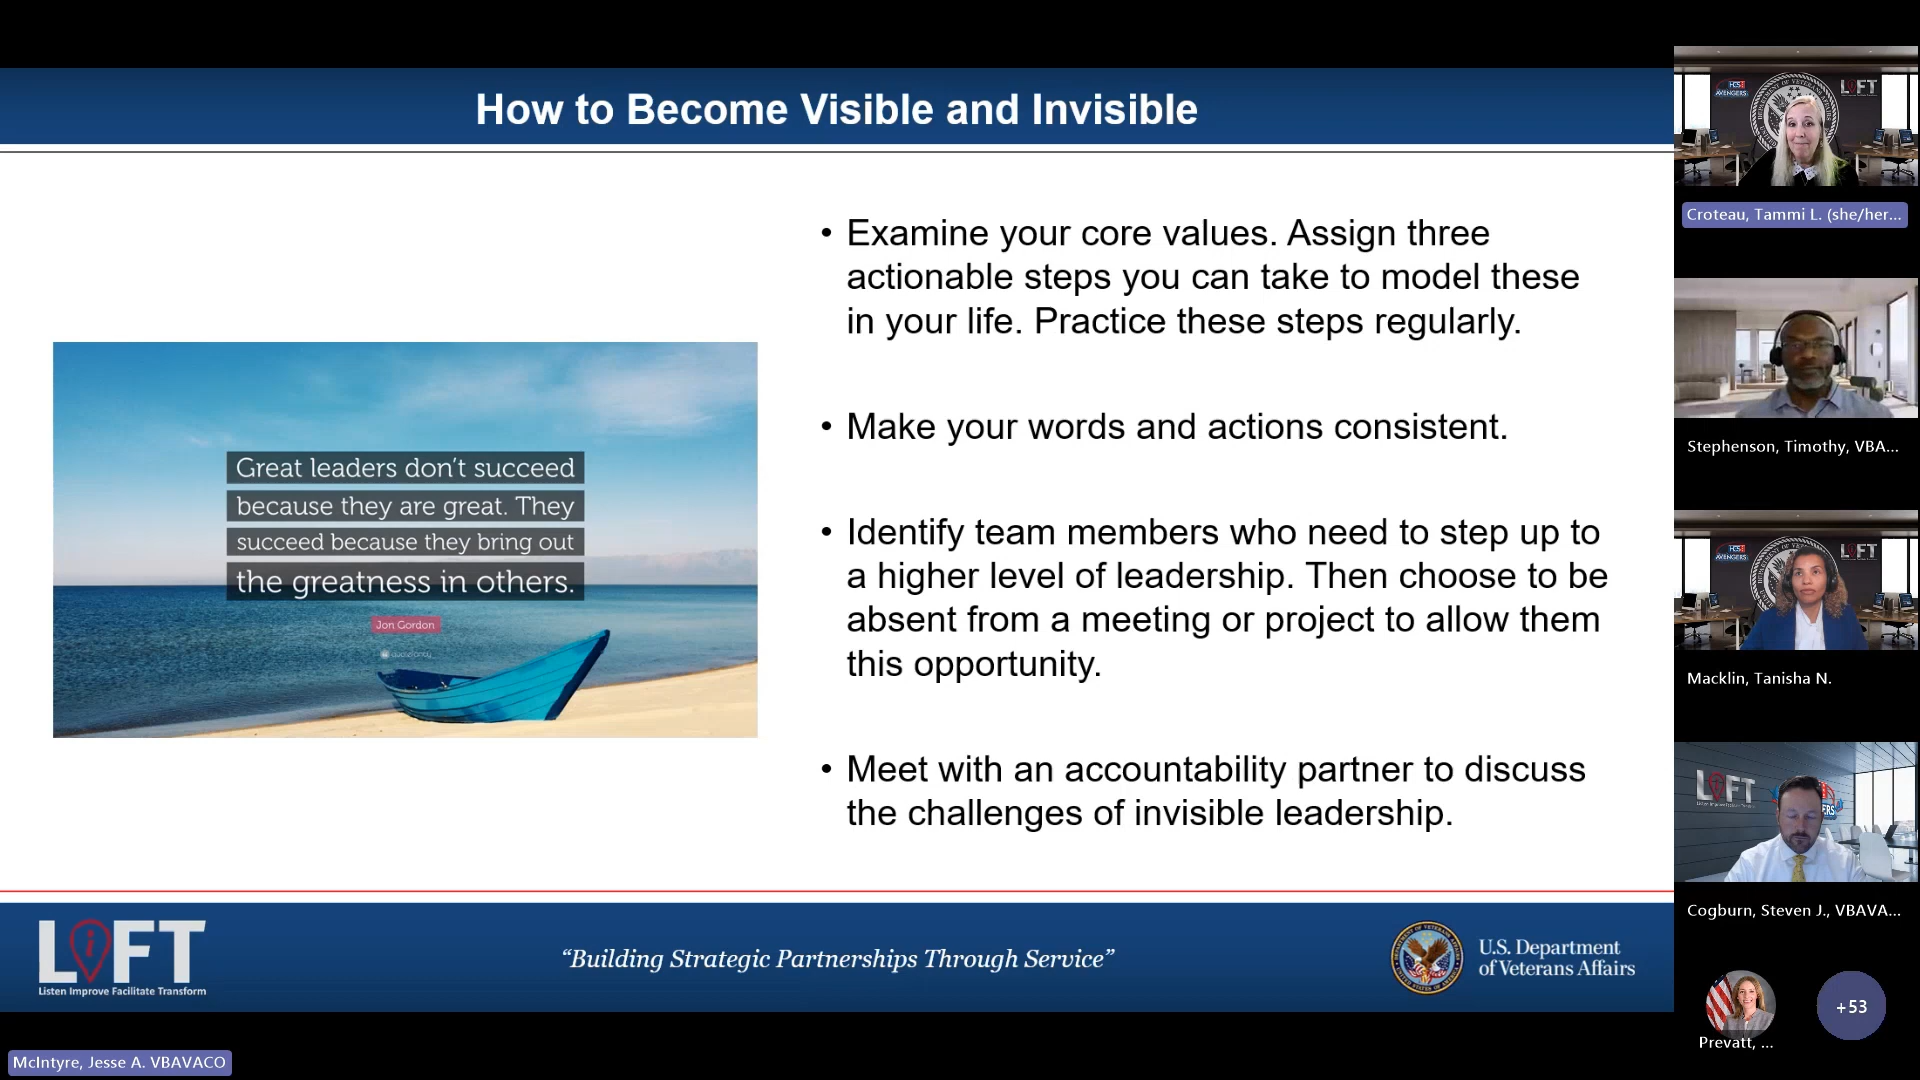 How to Become Visible and Invisible
• Examine your core values. Assign three
actionable steps you can take to model these
in your life. Practice these steps regularly.
• Make your words and actions consistent.
• Identify team members who need to step up to
a higher level of leadership. Then choose to be
absent from a meeting or project to allow them
this opportunity.
• Meet with an accountability partner to discuss
the challenges of invisible leadership.
Great leaders don't succeed
because they are great. They
succeed because they bring out
the greatness in others.
Jon Gordon
LiFT
Listen Improve Facilitate Transform
“Building Strategic Partnerships Through Service”
U.S. Department
of Veterans Affairs
McIntyre, Jesse A. VBAVACO
AVENGERS
LIFT
Croteau, Tammi L. (she/her...
Stephenson, Timothy, VBA...
AVENGERS
LIFT
Macklin, Tanisha N.
LIFT
Cogburn, Steven J., VBAVA...
Prevatt, ...
+53